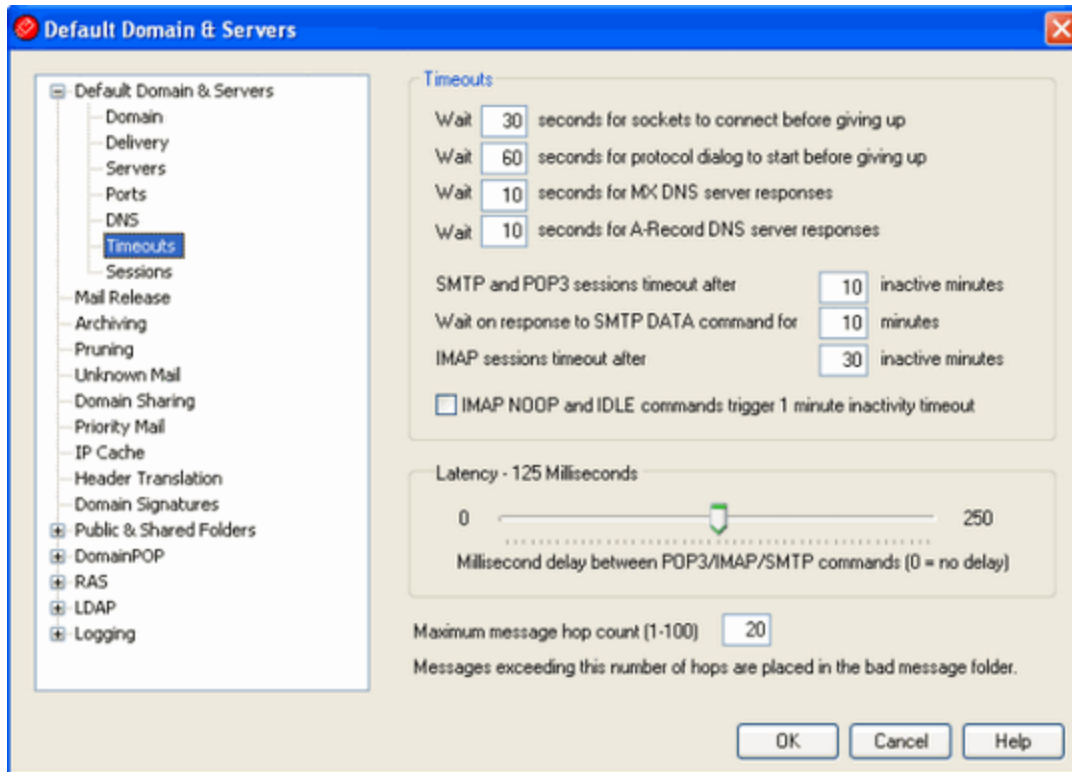 Default Domain & Servers
Default Domain & Servers
Domain
Delivery
Servers
Ports
DNS
Timeouts
Sessions
Mail Release
Archiving
Pruning
Unknown Mail
Domain Sharing
Priority Mail
IP Cache
Header Translation
Domain Signatures
Public & Shared Folders
DomainPOP
RAS
LDAP
Logging
Timeouts
Wait 30 seconds for sockets to connect before giving up
Wait 60 seconds for protocol dialog to start before giving up
Wait 10 seconds for MX DNS server responses
Wait 10 seconds for A-Record DNS server responses
SMTP and POP3 sessions timeout after 10 inactive minutes
Wait on response to SMTP DATA command for 10 minutes
IMAP sessions timeout after 30 inactive minutes
IMAP NOOP and IDLE commands trigger 1 minute inactivity timeout
Latency - 125 Milliseconds
0 250
Millisecond delay between POP3/IMAP/SMTP commands (0 = no delay)
Maximum message hop count (1-100) 20
Messages exceeding this number of hops are placed in the bad message folder.
OK Cancel Help